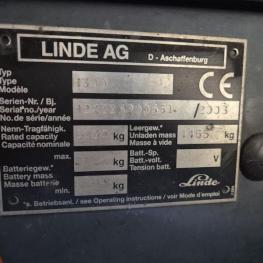 LINDE AG
D - Aschaffenburg
Typ
Type
Modèle
Serien-Nr. / Bj.
Serial no./year
No. de série/année
/ 2003
Nenn-Tragfähigk.
Rated capacity
Capacité nominale
kg
Leergew.*
Unladen mass
Masse à vide
kg
max.
Batteriegew.*
Battery mass
Masse batterie
min.
kg
Batt.-Sp.
Batt.-volt.
Tension batt.
V
CE
Linde
*s. Betriebsanl. / see Operating instructions / voir Mode d'emploi